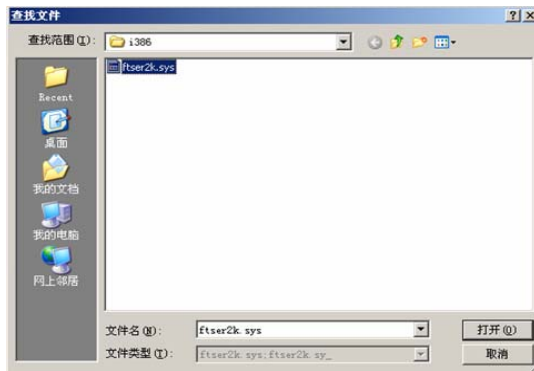 查找文件
查找范围(I):
i386
ftser2k.sys
Recent
桌面
我的文档
我的电脑
网上邻居
文件名(N):
ftser2k.sys
打开(O)
文件类型(T):
ftser2k.sys;ftser2k.sy_
取消